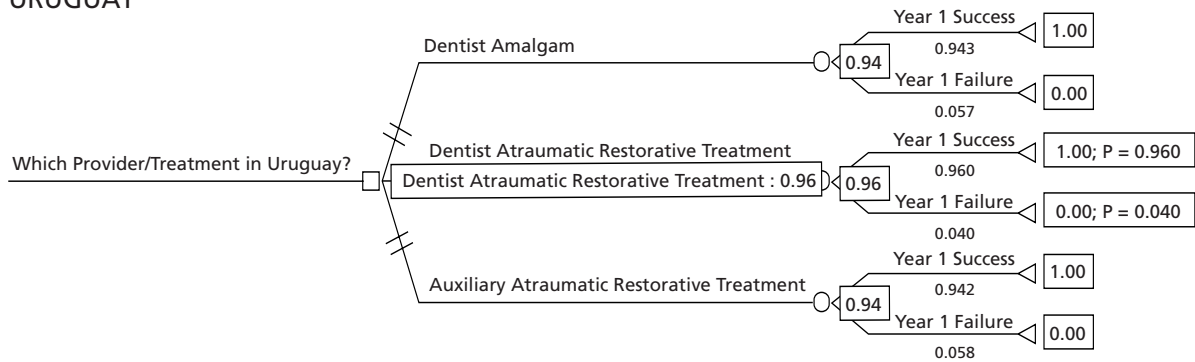 URUGUAY
Year 1 Success
1.00
0.943
Dentist Amalgam
0.94
Year 1 Failure
0.00
0.057
Which Provider/Treatment in Uruguay?
Dentist Atraumatic Restorative Treatment
Year 1 Success
1.00; P = 0.960
0.960
Dentist Atraumatic Restorative Treatment : 0.96
0.96
Year 1 Failure
0.00; P = 0.040
0.040
Year 1 Success
1.00
0.942
Auxiliary Atraumatic Restorative Treatment
0.94
Year 1 Failure
0.00
0.058